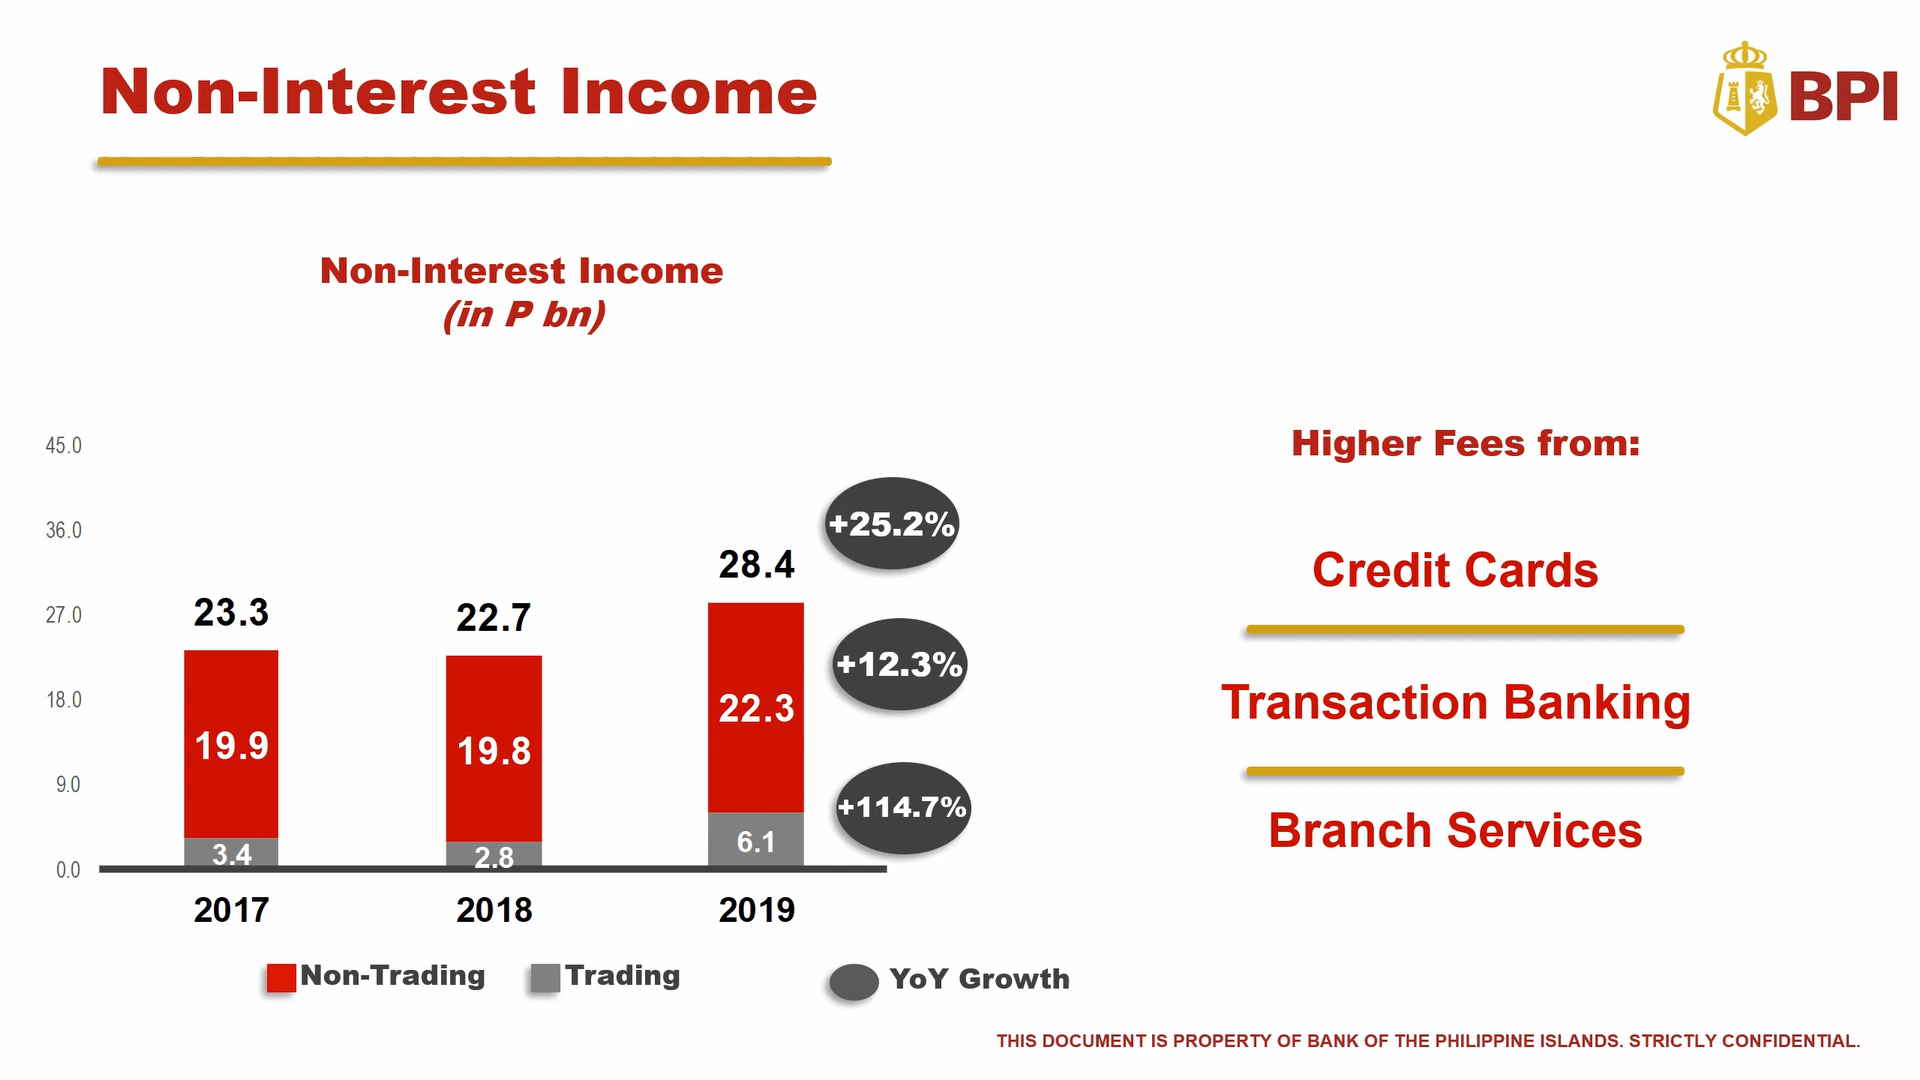 Non-Interest Income
BPI
Non-Interest Income
(in P bn)
45.0
36.0
27.0
18.0
9.0
0.0
23.3
19.9
3.4
22.7
19.8
2.8
28.4
22.3
6.1
+25.2%
+12.3%
+114.7%
2017
2018
2019
Non-Trading
Trading
YoY Growth
Higher Fees from:
Credit Cards
Transaction Banking
Branch Services
THIS DOCUMENT IS PROPERTY OF BANK OF THE PHILIPPINE ISLANDS. STRICTLY CONFIDENTIAL.